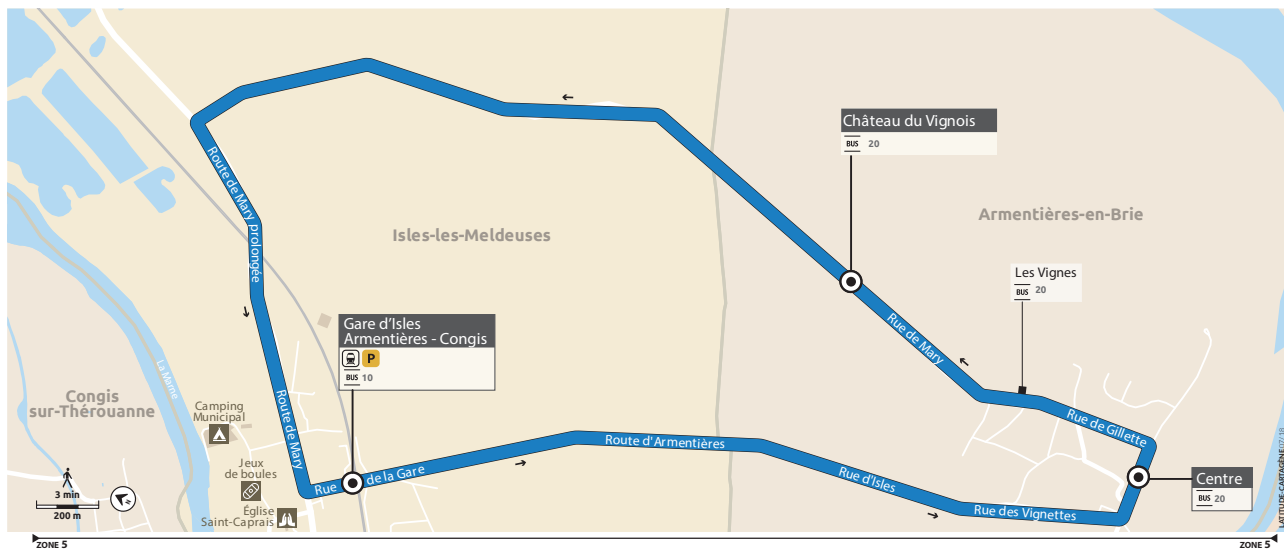 Château du Vignois
BUS 20
Armentières-en-Brie
Isles-les-Meldeuses
Les Vignes
BUS 20
Route de Mary prolongée
Rue de Mary
Gare d'Isles
Armentières - Congis
P
BUS 10
La Marne
Congis
sur-Thérouanne
Camping
Municipal
Route de Mary
Rue de Gillette
Route d'Armentières
Rue de la Gare
Rue d'Isles
Rue des Vignettes
Jeux
de boules
Église
Saint-Caprais
Centre
BUS 20
3 min
200 m
N
LATITUDE-CARTAGÈNE 07/18
ZONE 5
ZONE 5